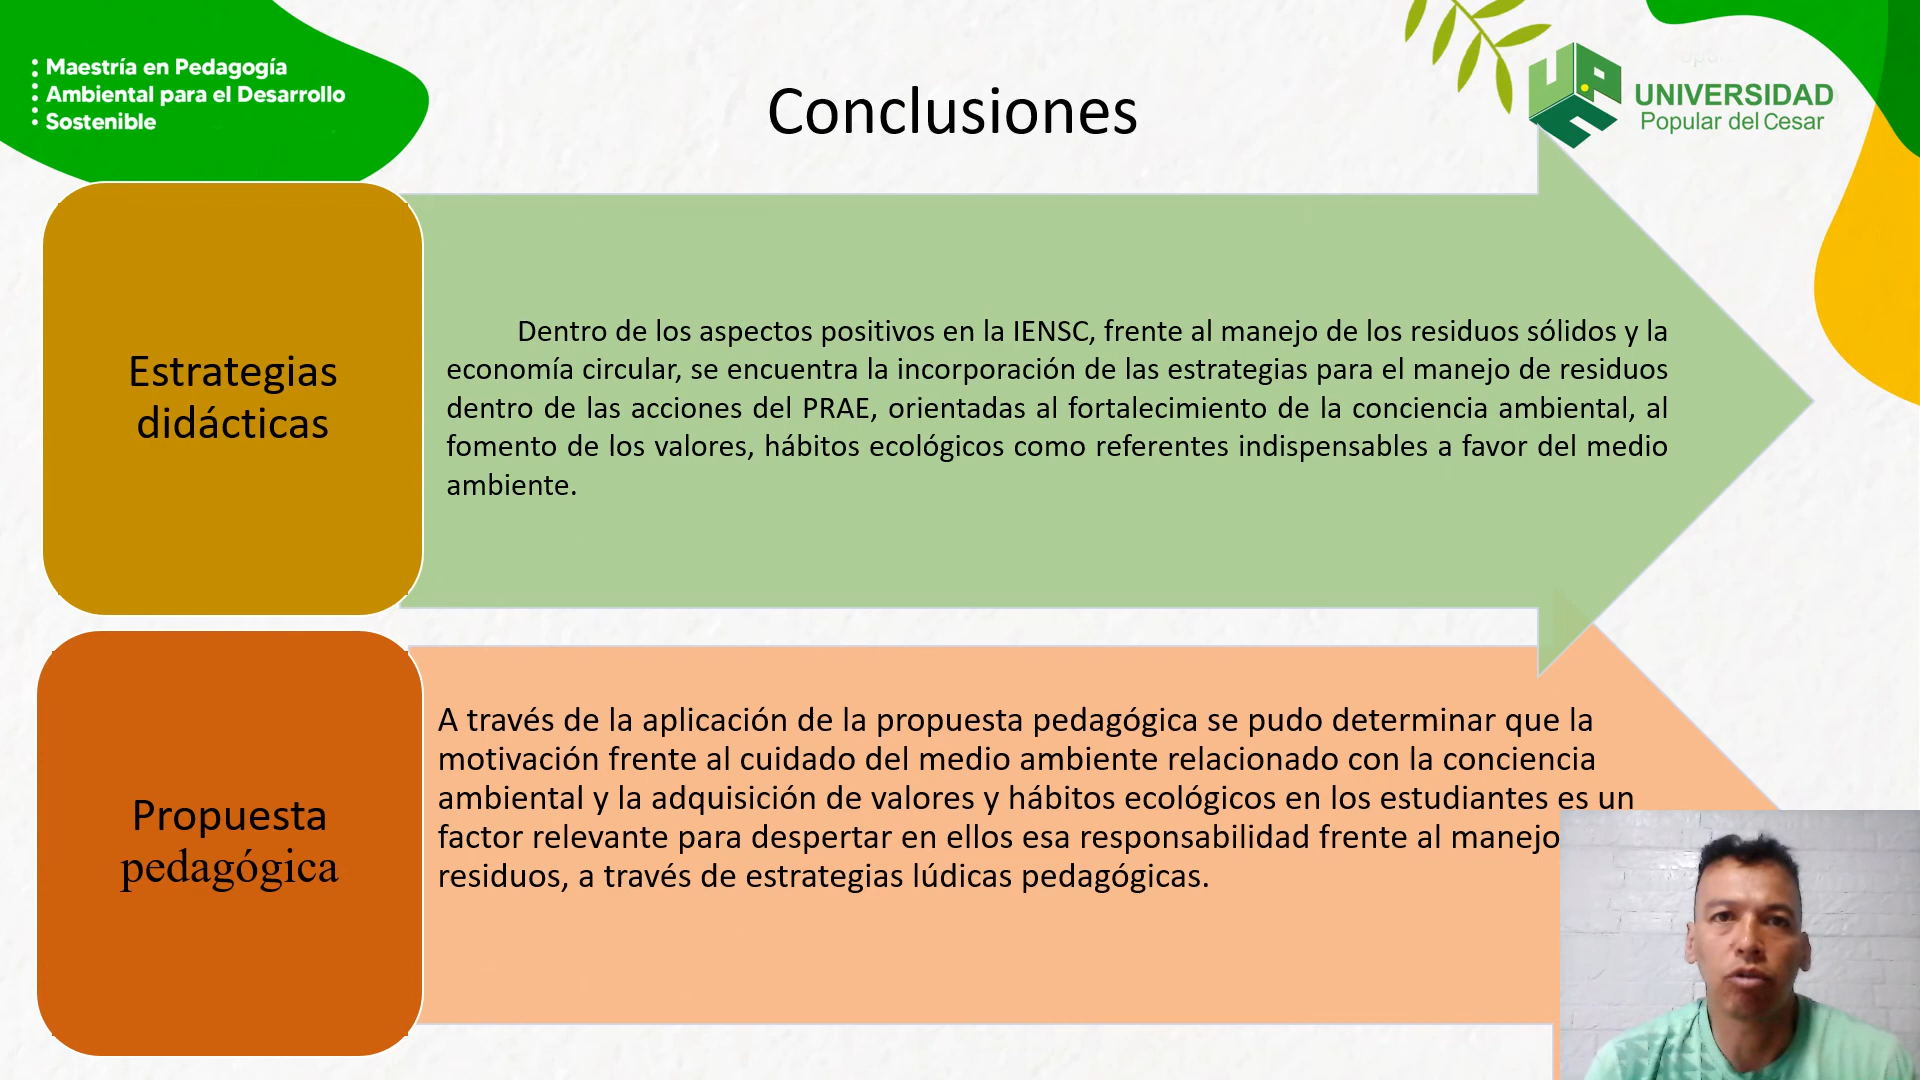 Maestría en Pedagogía
Ambiental para el Desarrollo
Sostenible
Conclusiones
UNIVERSIDAD
Popular del Cesar
Estrategias
didácticas
Dentro de los aspectos positivos en la IENSC, frente al manejo de los residuos sólidos y la
economía circular, se encuentra la incorporación de las estrategias para el manejo de residuos
dentro de las acciones del PRAE, orientadas al fortalecimiento de la conciencia ambiental, al
fomento de los valores, hábitos ecológicos como referentes indispensables a favor del medio
ambiente.
Propuesta
pedagógica
A través de la aplicación de la propuesta pedagógica se pudo determinar que la
motivación frente al cuidado del medio ambiente relacionado con la conciencia
ambiental y la adquisición de valores y hábitos ecológicos en los estudiantes es un
factor relevante para despertar en ellos esa responsabilidad frente al manejo
residuos, a través de estrategias lúdicas pedagógicas.